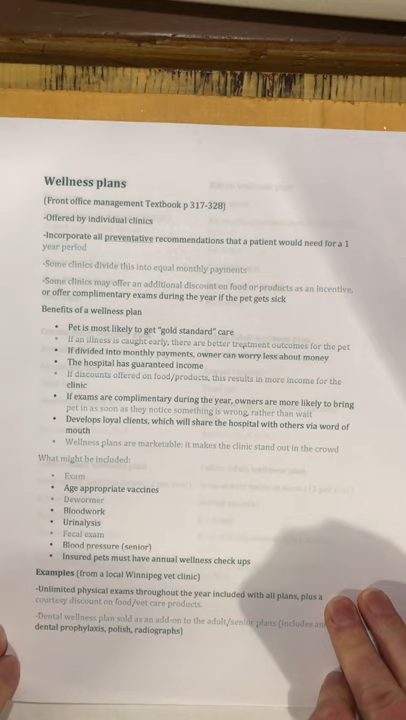 Wellness plans
(Front office management Textbook p 317-328)
-Offered by individual clinics
-Incorporate all preventative recommendations that a patient would need for a 1
year period
-Some clinics divide this into equal monthly payments
-Some clinics may offer an additional discount on food or products as an incentive,
or offer complimentary exams during the year if the pet gets sick
Benefits of a wellness plan
• Pet is most likely to get "gold standard" care
• If an illness is caught early, there are better treatment outcomes for the pet
• If divided into monthly payments, owner can worry less about money
• The hospital has guaranteed income
• If discounts offered on food/products, this results in more income for the
clinic
• If exams are complimentary during the year, owners are more likely to bring
pet in as soon as they notice something is wrong, rather than wait
• Develops loyal clients, which will share the hospital with others via word of
mouth
• Wellness plans are marketable: it makes the clinic stand out in the crowd
What might be included:
• Exam
• Age appropriate vaccines
• Dewormer
• Bloodwork
• Urinalysis
• Fecal exam
• Blood pressure (senior)
• Insured pets must have annual wellness check ups
Examples (from a local Winnipeg vet clinic)
-Unlimited physical exams throughout the year included with all plans, plus a
courtesy discount on food/vet care products.
-Dental wellness plan sold as an add-on to the adult/senior plans (includes
dental prophylaxis, polish, radiographs)